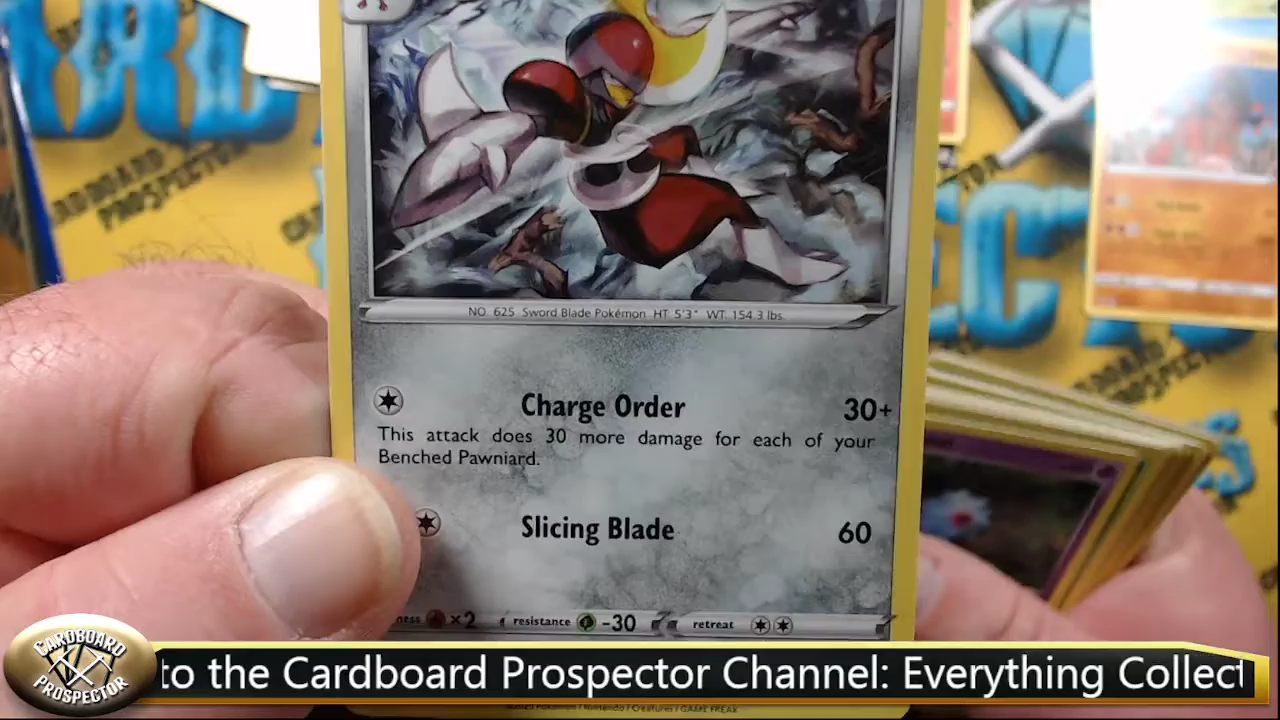 NO. 625 Sword Blade Pokémon HT: 5'3" WT: 154.3 lbs.
Charge Order 30+
This attack does 30 more damage for each of your
Benched Pawniard.
Slicing Blade 60
×2 resistance -30 retreat
CARDBOARD
PROSPECTOR
to the Cardboard Prospector Channel: Everything Collect
CARDBOARD
PROSPECTOR